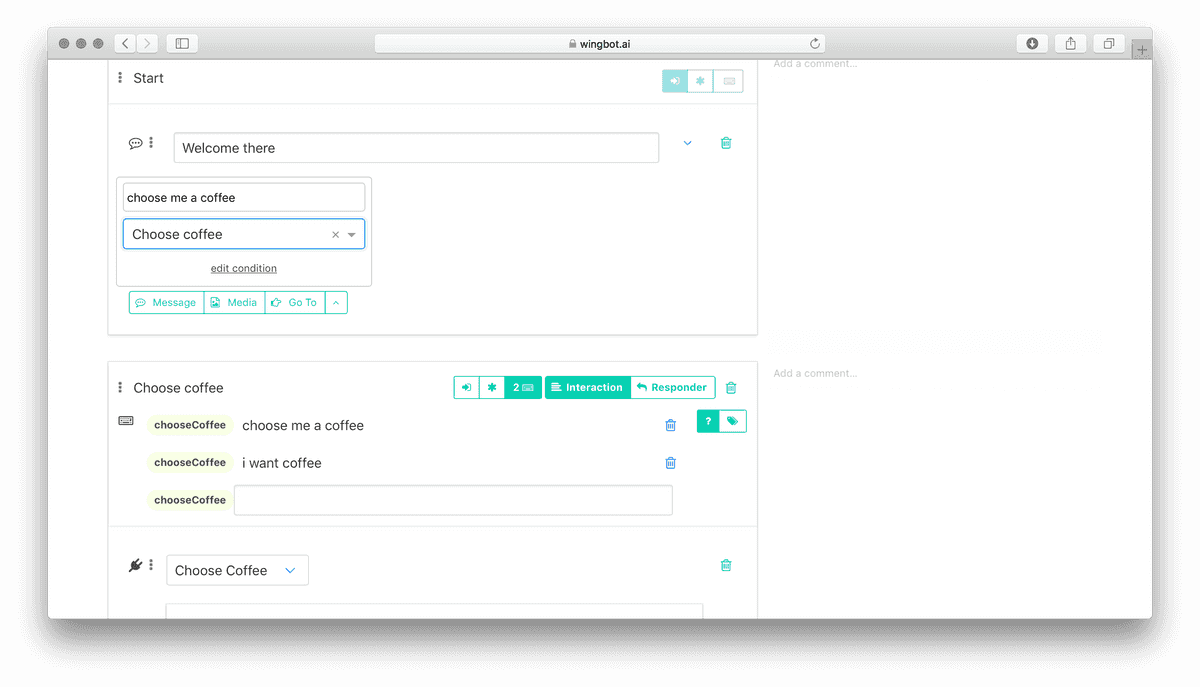 wingbot.ai
Start
Add a comment...
Welcome there
choose me a coffee
Choose coffee
edit condition
Message Media Go To
Choose coffee 2 Interaction Responder
Add a comment...
chooseCoffee choose me a coffee ?
chooseCoffee i want coffee
chooseCoffee
Choose Coffee